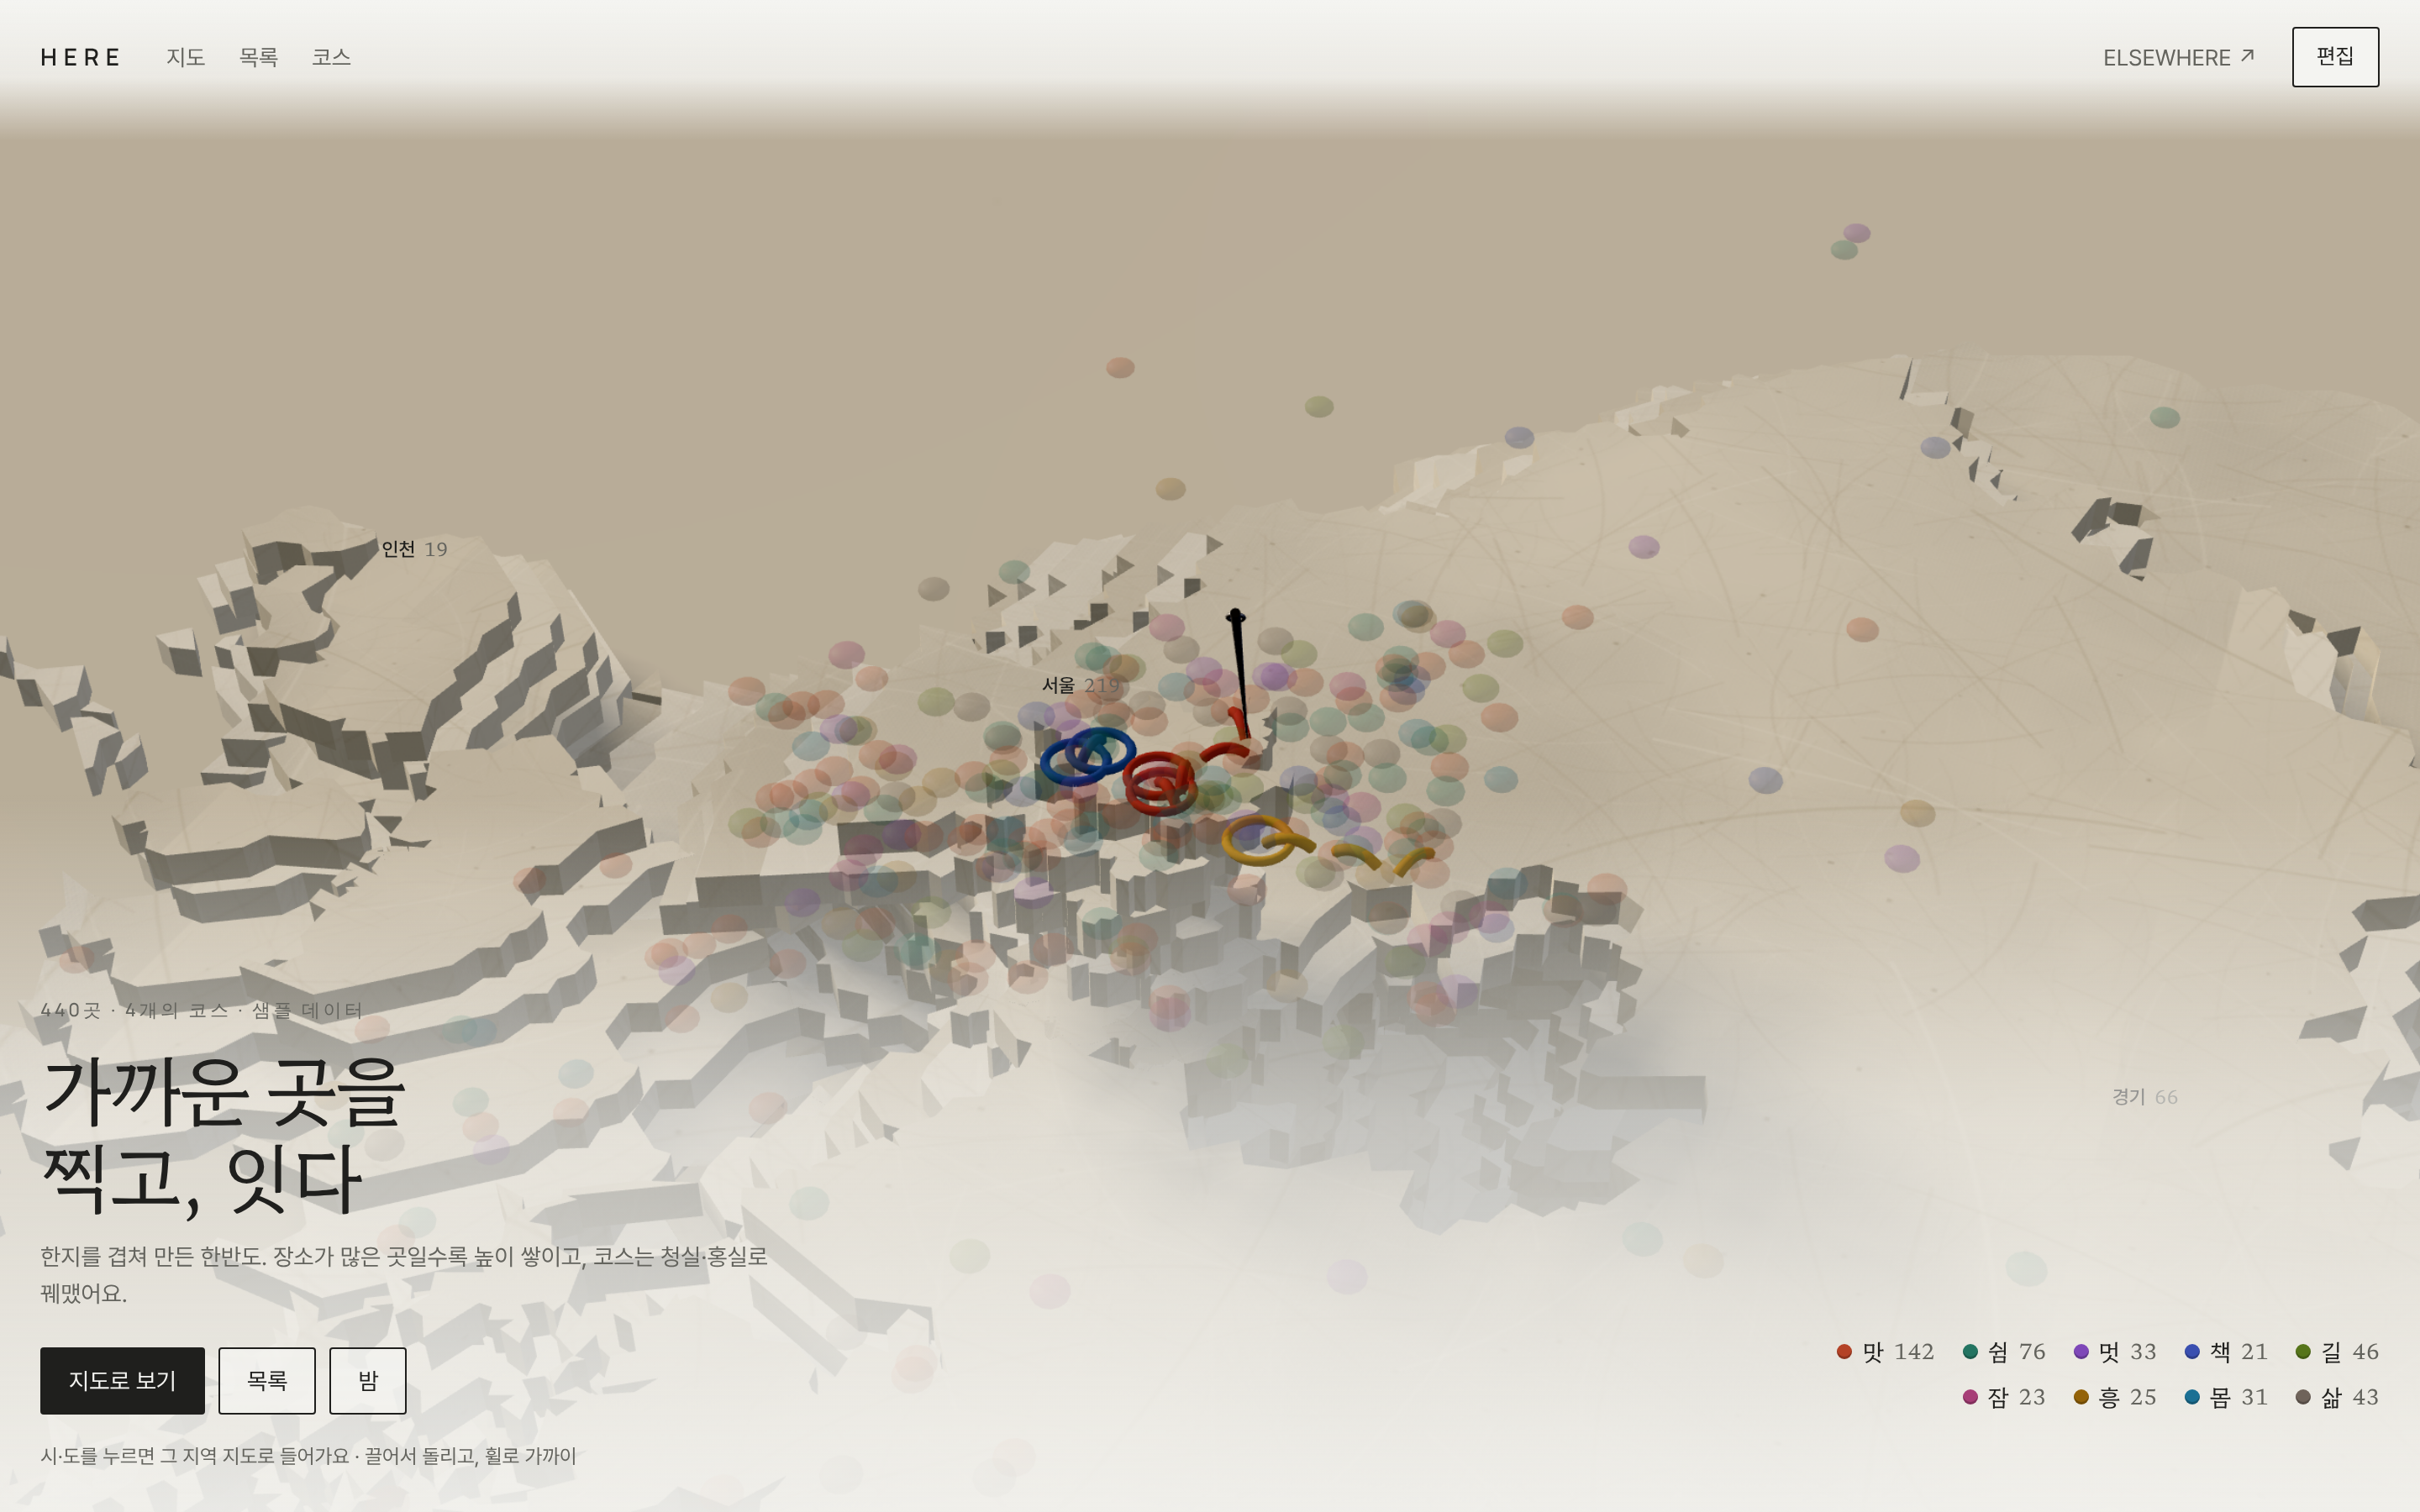 HERE 지도 목록 코스 ELSEWHERE ↗ 편집
인천 19
서울 219
440곳 · 4개의 코스 · 샘플 데이터
가까운 곳을
찍고, 잇다
경기 66
한지를 겹쳐 만든 한반도. 장소가 많은 곳일수록 높이 쌓이고, 코스는 청실·홍실로
꿰맸어요.
지도로 보기 목록 밤
맛 142 쉼 76 멋 33 책 21 길 46
잠 23 흥 25 몸 31 삶 43
시·도를 누르면 그 지역 지도로 들어가요 · 끌어서 돌리고, 휠로 가까이